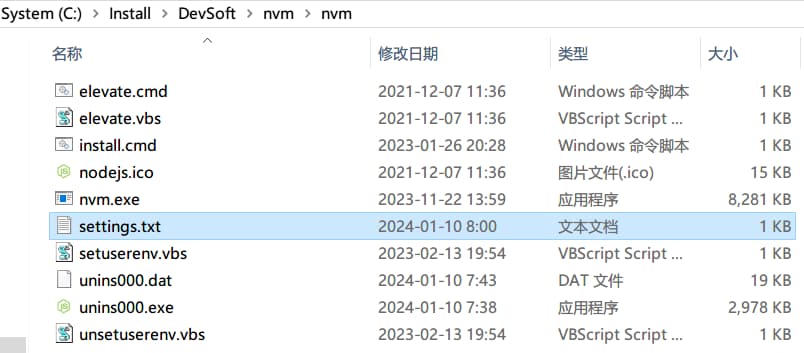 System (C:) > Install > DevSoft > nvm > nvm
名称 修改日期 类型 大小
elevate.cmd 2021-12-07 11:36 Windows 命令脚本 1 KB
elevate.vbs 2021-12-07 11:36 VBScript Script ... 1 KB
install.cmd 2023-01-26 20:28 Windows 命令脚本 1 KB
nodejs.ico 2021-12-07 11:36 图片文件(.ico) 15 KB
nvm.exe 2023-11-22 13:59 应用程序 8,281 KB
settings.txt 2024-01-10 8:00 文本文档 1 KB
setuserenv.vbs 2023-02-13 19:54 VBScript Script ... 1 KB
unins000.dat 2024-01-10 7:43 DAT 文件 19 KB
unins000.exe 2024-01-10 7:38 应用程序 2,978 KB
unsetuserenv.vbs 2023-02-13 19:54 VBScript Script ... 1 KB